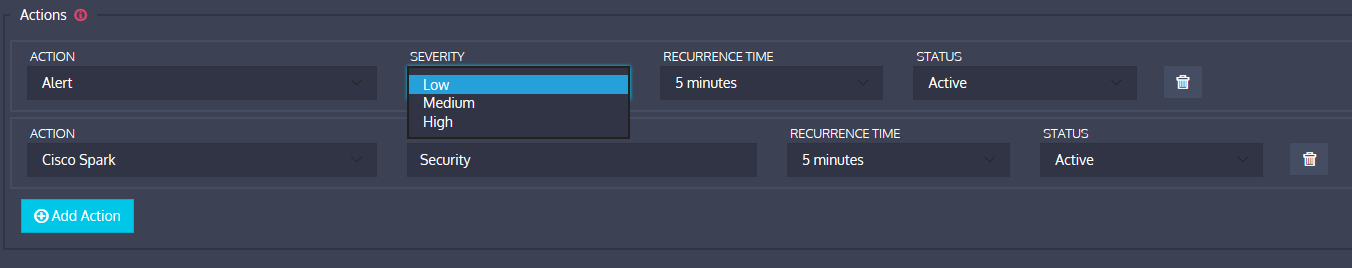 Actions
ACTION SEVERITY RECURRENCE TIME STATUS
Alert Low 5 minutes Active
Medium
High
ACTION RECURRENCE TIME STATUS
Cisco Spark Security 5 minutes Active
Add Action